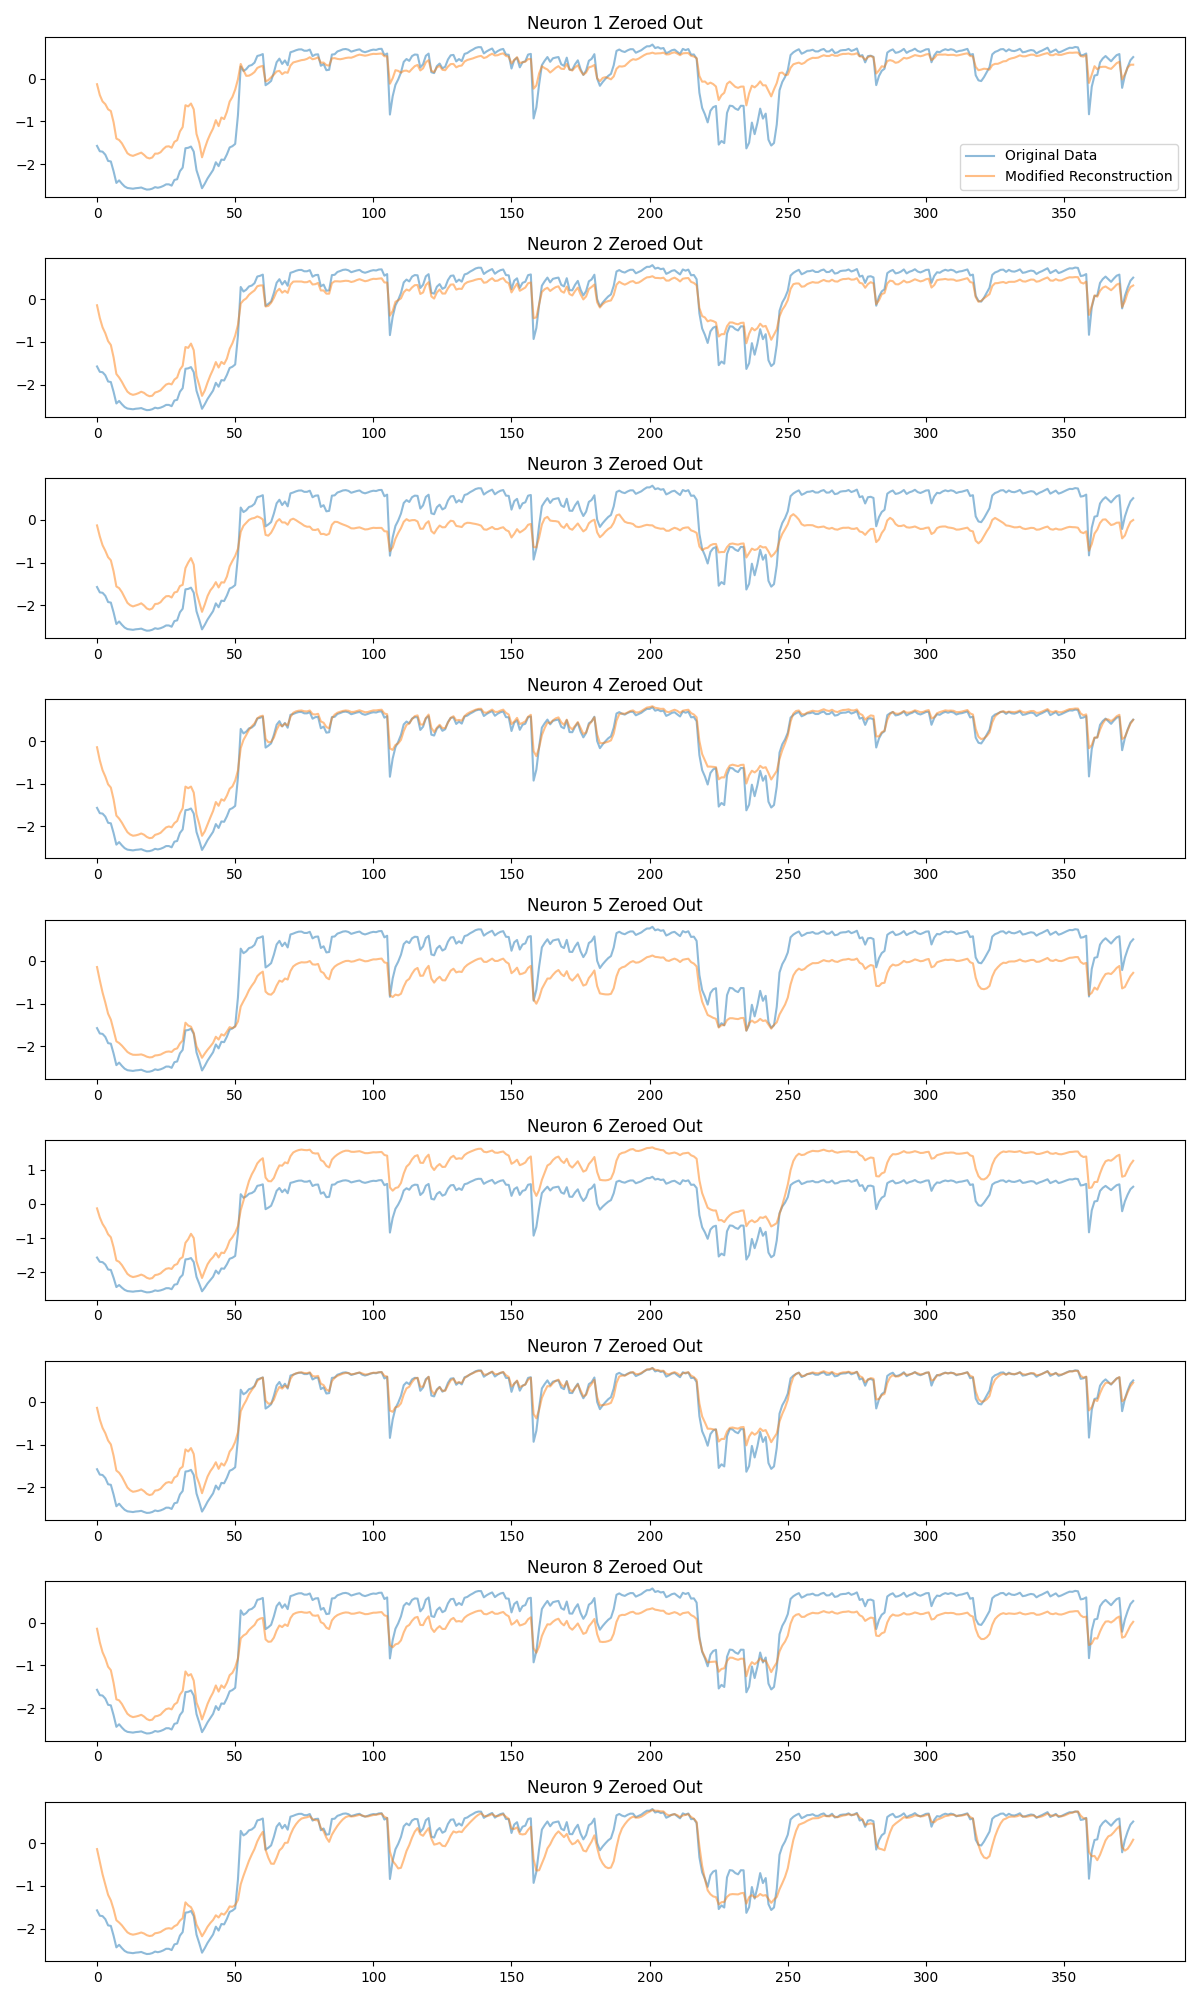 Neuron 1 Zeroed Out
0
−1
−2
Original Data
Modified Reconstruction
0 50 100 150 200 250 300 350
Neuron 2 Zeroed Out
0
−1
−2
0 50 100 150 200 250 300 350
Neuron 3 Zeroed Out
0
−1
−2
0 50 100 150 200 250 300 350
Neuron 4 Zeroed Out
0
−1
−2
0 50 100 150 200 250 300 350
Neuron 5 Zeroed Out
0
−1
−2
0 50 100 150 200 250 300 350
Neuron 6 Zeroed Out
1
0
−1
−2
0 50 100 150 200 250 300 350
Neuron 7 Zeroed Out
0
−1
−2
0 50 100 150 200 250 300 350
Neuron 8 Zeroed Out
0
−1
−2
0 50 100 150 200 250 300 350
Neuron 9 Zeroed Out
0
−1
−2
0 50 100 150 200 250 300 350